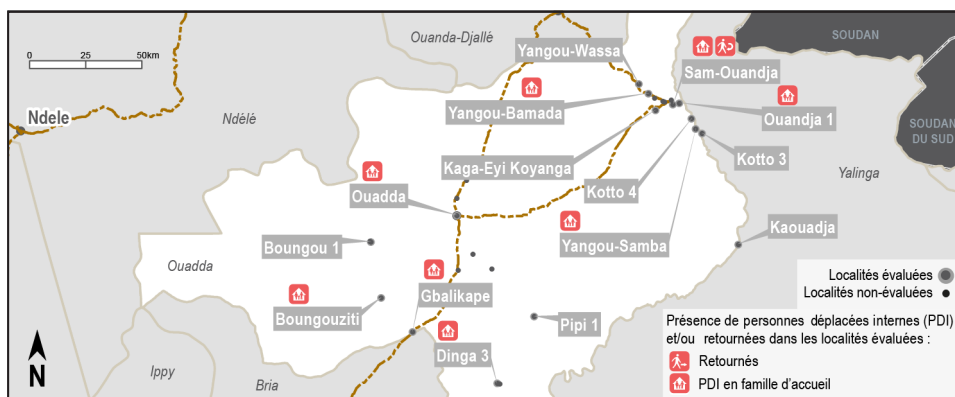 Ouanda-Djallé
SOUDAN
Yangou-Wassa
0 25 50km
Sam-Ouandja
Ndele
Ndélé
Yangou-Bamada
Ouandja 1
SOUDAN
DU SUD
Kaga-Eyi Koyanga
Kotto 3
Yalinga
Ouadda
Kotto 4
Boungou 1
Yangou-Samba
Kaouadja
Ouadda
Gbalikape
Localités évaluées
Localités non-évaluées
Boungouziti
Pipi 1
Présence de personnes déplacées internes (PDI)
et/ou retournées dans les localités évaluées :
Dinga 3
Retournés
N
Ippy
Bria
PDI en famille d'accueil